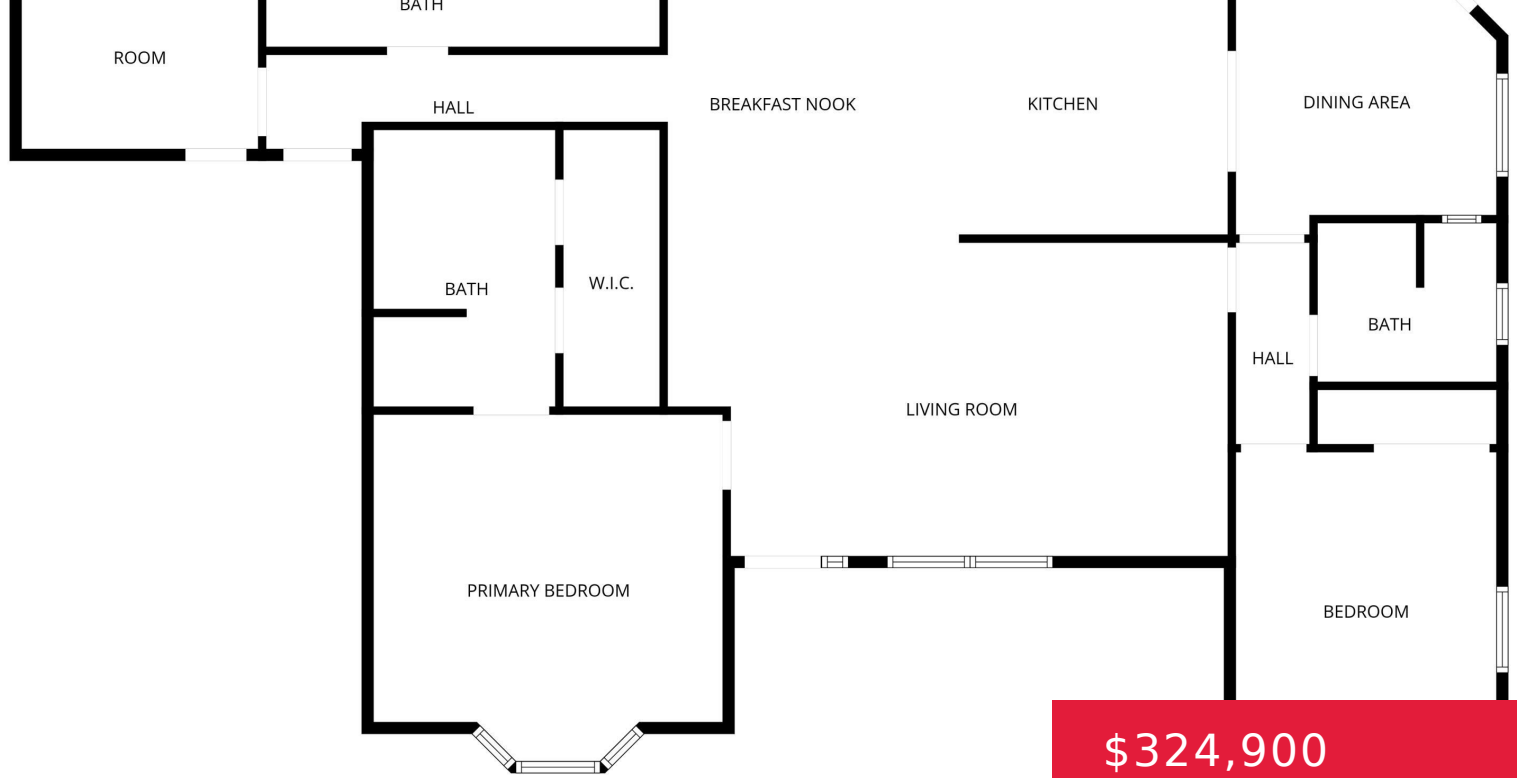 BATH
ROOM
HALL
BREAKFAST NOOK
KITCHEN
DINING AREA
BATH
W.I.C.
BATH
HALL
LIVING ROOM
PRIMARY BEDROOM
BEDROOM
$324,900